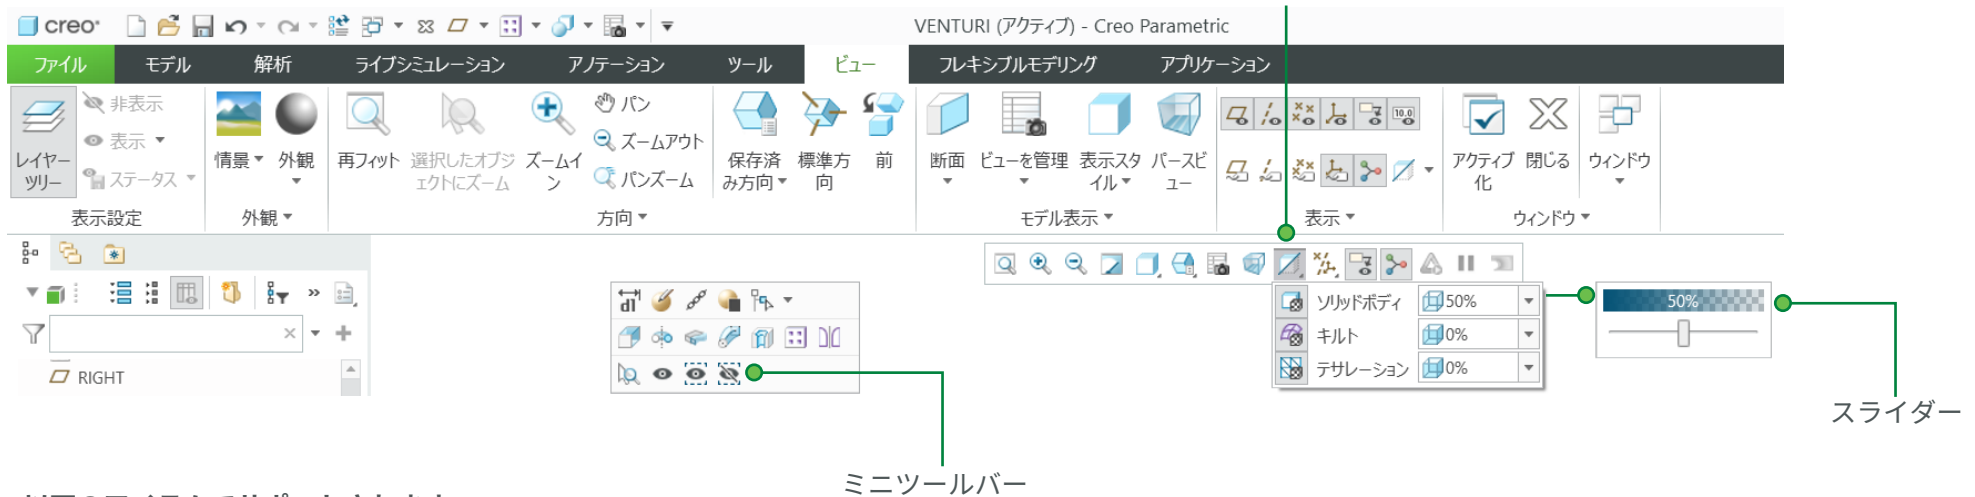 creo
VENTURI (アクティブ) - Creo Parametric
ファイル モデル 解析 ライブシミュレーション アノテーション ツール ビュー フレキシブルモデリング アプリケーション
レイヤー
ツリー
非表示
表示
ステータス
表示設定
情景
外観
外観
再フィット
選択したオブジ
ェクトにズーム
ズームイ
ン
パン
ズームアウト
パンズーム
保存済
み方向
標準方
向
前
方向
断面
ビューを管理
表示スタ
イル
パースビ
ュー
モデル表示
10.0
表示
アクティブ
化
閉じる
ウィンドウ
ウィンドウ
RIGHT
ソリッドボディ 50%
キルト 0%
テサレーション 0%
50%
スライダー
ミニツールバー